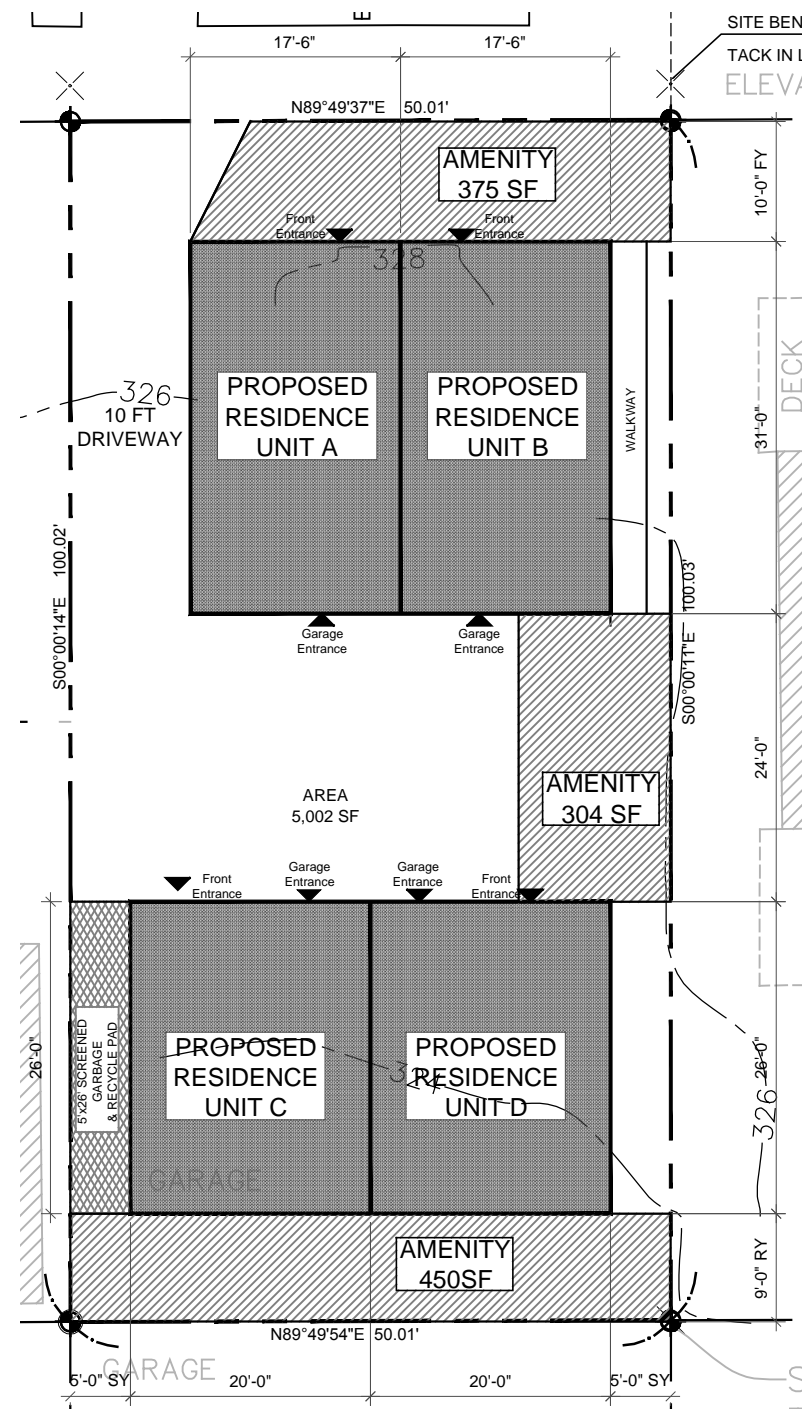 SITE BEN
TACK IN L
ELEVA
17'-6"
17'-6"
N89°49'37"E 50.01'
AMENITY
375 SF
10'-0" FY
Front
Entrance
Front
Entrance
328
DECK
326
10 FT
DRIVEWAY
PROPOSED
RESIDENCE
UNIT A
PROPOSED
RESIDENCE
UNIT B
WALKWAY
31'-0"
S00°00'14"E 100.02'
S00°00'11"E 100.03'
Garage
Entrance
Garage
Entrance
24'-0"
AREA
5,002 SF
AMENITY
304 SF
Front
Entrance
Garage
Entrance
Garage
Entrance
Front
Entrance
26'-0"
5'x26' SCREENED
GARBAGE
& RECYCLE PAD
PROPOSED
RESIDENCE
UNIT C
PROPOSED
RESIDENCE
UNIT D
324
26'-0"
326
GARAGE
AMENITY
450SF
9'-0" RY
N89°49'54"E 50.01'
GARAGE
5'-0" SY
20'-0"
20'-0"
5'-0" SY
S